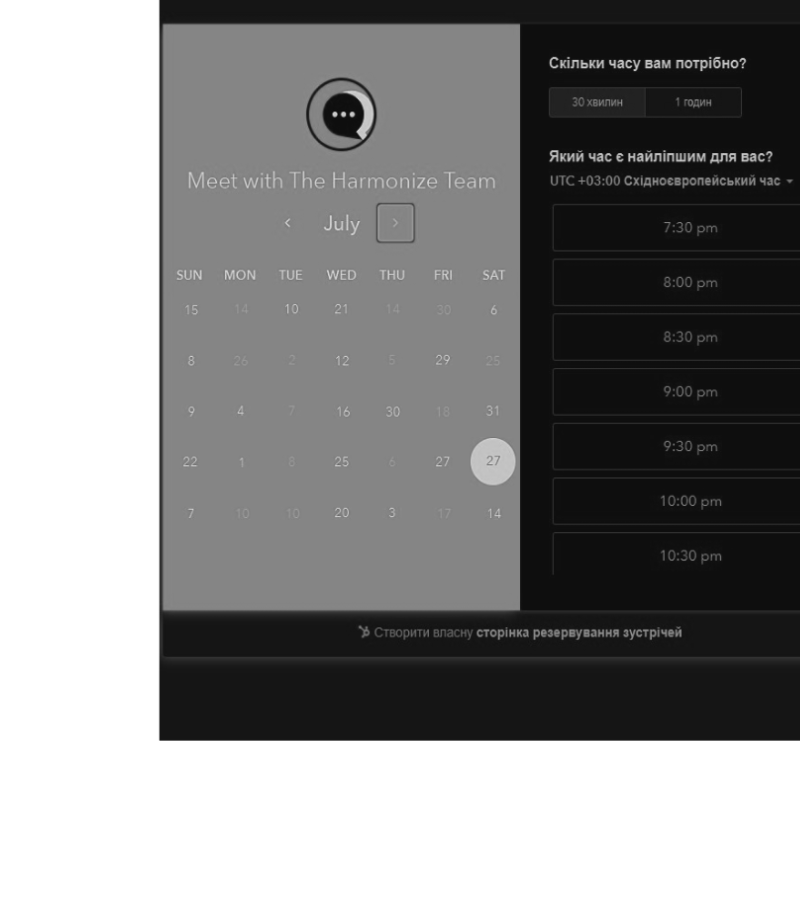 Meet with The Harmonize Team
July
SUN MON TUE WED THU FRI SAT
15 14 10 21 14 30 6
8 26 2 12 5 29 25
9 4 7 16 30 18 31
22 1 8 25 6 27 27
7 10 10 20 3 17 14
Скільки часу вам потрібно?
30 хвилин 1 годин
Який час є найліпшим для вас?
UTC +03:00 Східноєвропейський час
7:30 pm
8:00 pm
8:30 pm
9:00 pm
9:30 pm
10:00 pm
10:30 pm
Створити власну сторінка резервування зустрічей